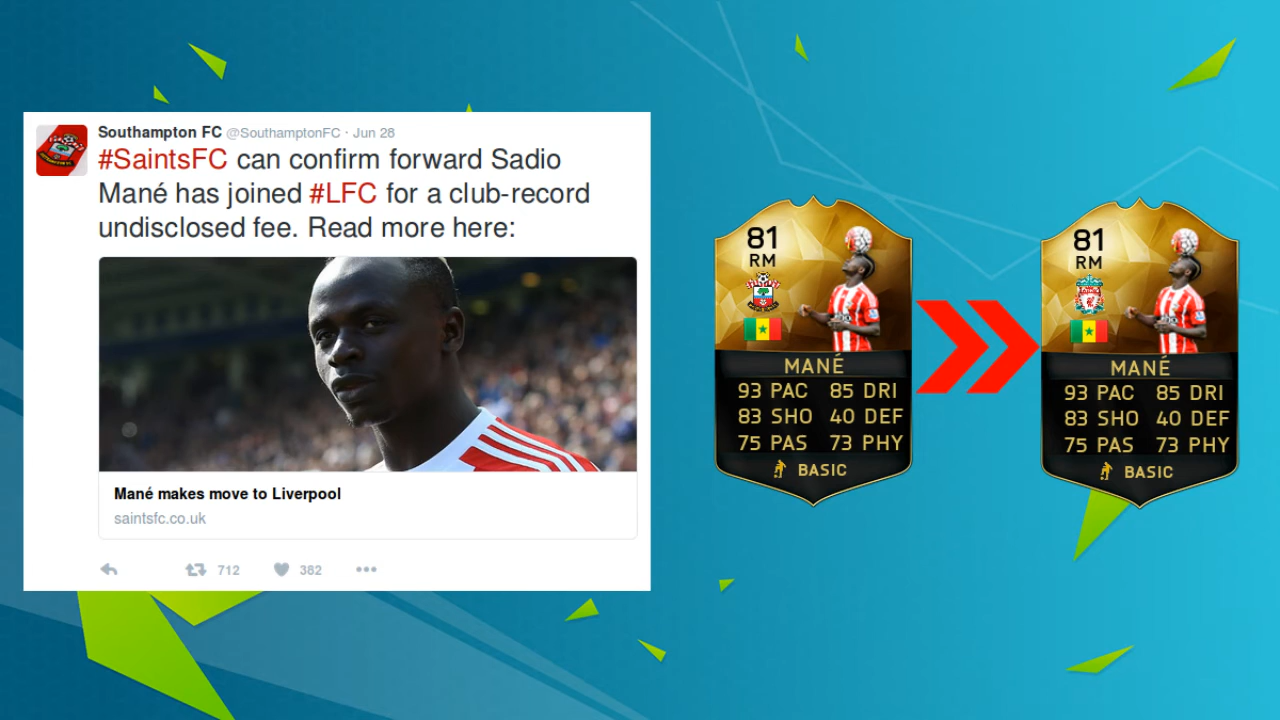 Southampton FC @SouthamptonFC · Jun 28
#SaintsFC can confirm forward Sadio
Mané has joined #LFC for a club-record
undisclosed fee. Read more here:
Mané makes move to Liverpool
saintsfc.co.uk
712 382
81
RM
MANÉ
93 PAC 85 DRI
83 SHO 40 DEF
75 PAS 73 PHY
BASIC
81
RM
MANÉ
93 PAC 85 DRI
83 SHO 40 DEF
75 PAS 73 PHY
BASIC